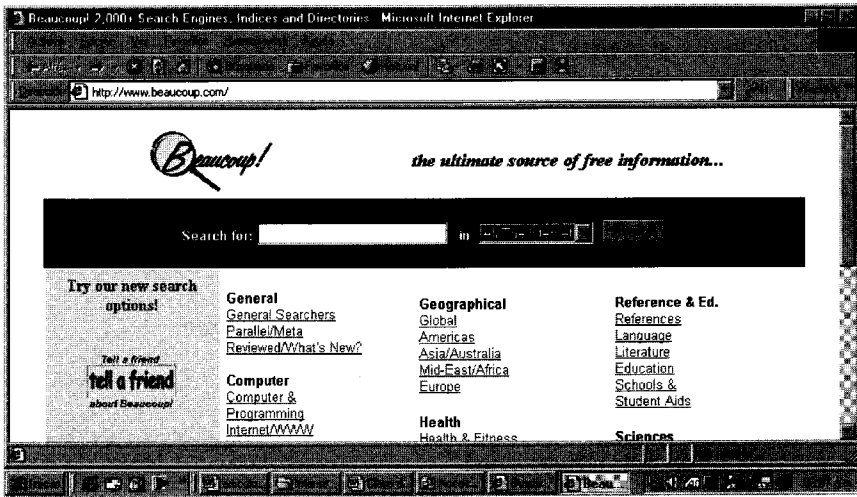 Beaucoup! 2,000+ Search Engines, Indices and Directories - Microsoft Internet Explorer
http://www.beaucoup.com/
Beaucoup!
the ultimate source of free information...
Search for:
in
Try our new search
options!
Tell a friend
tell a friend
about Beaucoup!
General
General Searchers
Parallel/Meta
Reviewed/What's New?
Computer
Computer &
Programming
Internet/WWW
Geographical
Global
Americas
Asia/Australia
Mid-East/Africa
Europe
Health
Health & Fitness
Reference & Ed.
References
Language
Literature
Education
Schools &
Student Aids
Sciences